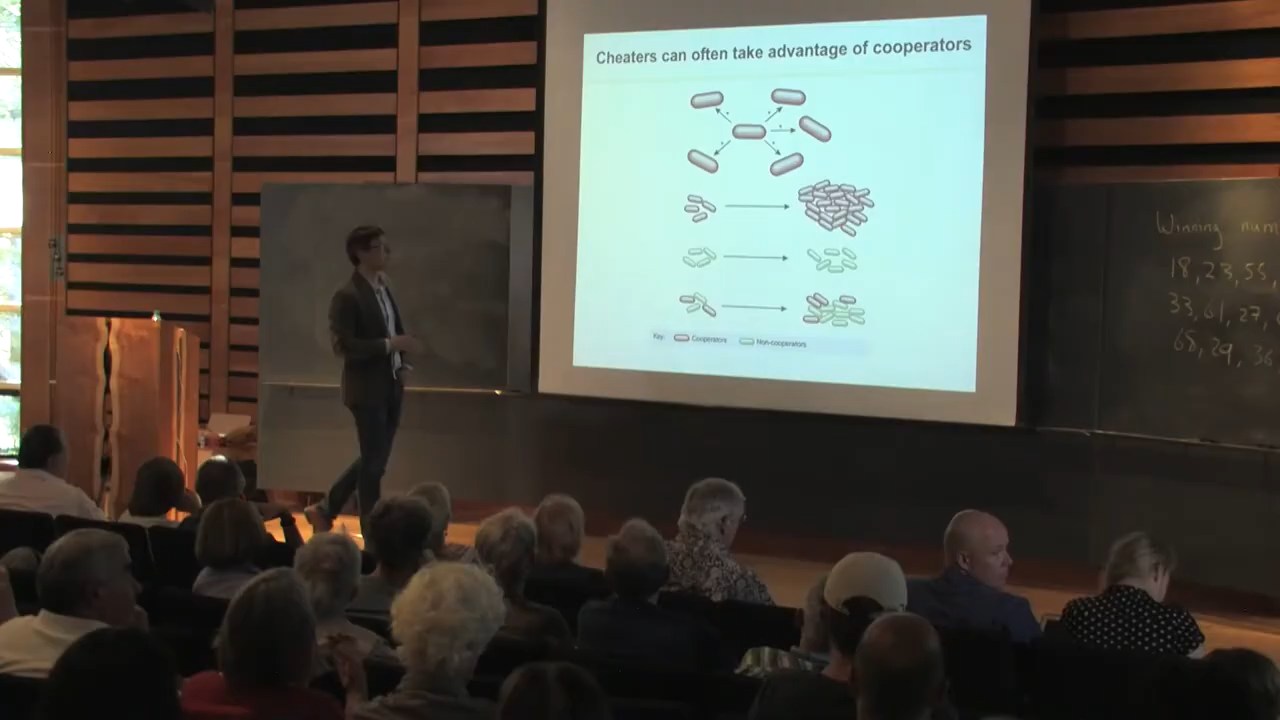 Cheaters can often take advantage of cooperators
Key: Cooperators Non-cooperators
Winning num
18, 23, 55,
33, 61, 27,
68, 29, 36